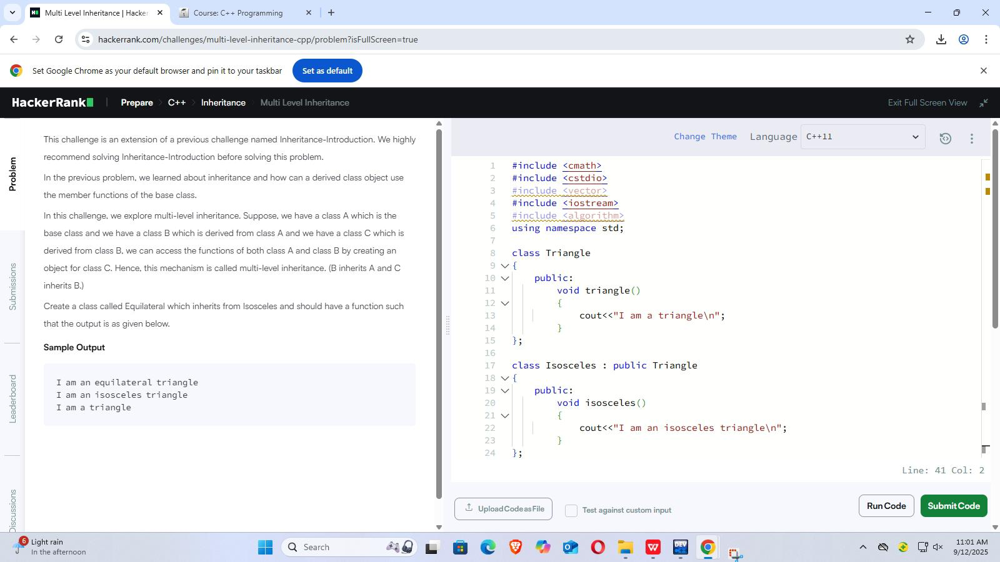 Multi Level Inheritance | Hacker
Course: C++ Programming
hackerrank.com/challenges/multi-level-inheritance-cpp/problem?isFullScreen=true
Set Google Chrome as your default browser and pin it to your taskbar
Set as default
HackerRank
Prepare
C++
Inheritance
Multi Level Inheritance
Exit Full Screen View
Problem
Submissions
Leaderboard
Discussions
This challenge is an extension of a previous challenge named Inheritance-Introduction. We highly
recommend solving Inheritance-Introduction before solving this problem.
In the previous problem, we learned about inheritance and how can a derived class object use
the member functions of the base class.
In this challenge, we explore multi-level inheritance. Suppose, we have a class A which is the
base class and we have a class B which is derived from class A and we have a class C which is
derived from class B, we can access the functions of both class A and class B by creating an
object for class C. Hence, this mechanism is called multi-level inheritance. (B inherits A and C
inherits B.)
Create a class called Equilateral which inherits from Isosceles and should have a function such
that the output is as given below.
Sample Output
I am an equilateral triangle
I am an isosceles triangle
I am a triangle
Change Theme
Language
C++11
1 #include <cmath>
2 #include <cstdio>
3 #include <vector>
4 #include <iostream>
5 #include <algorithm>
6 using namespace std;
7
8 class Triangle
9 {
10 public:
11 void triangle()
12 {
13 cout<<"I am a triangle\n";
14 }
15 };
16
17 class Isosceles : public Triangle
18 {
19 public:
20 void isosceles()
21 {
22 cout<<"I am an isosceles triangle\n";
23 }
24 };
Line: 41 Col: 2
Upload Code as File
Test against custom input
Run Code
Submit Code
6
Light rain
In the afternoon
Search
DEV
11:01 AM
9/12/2025